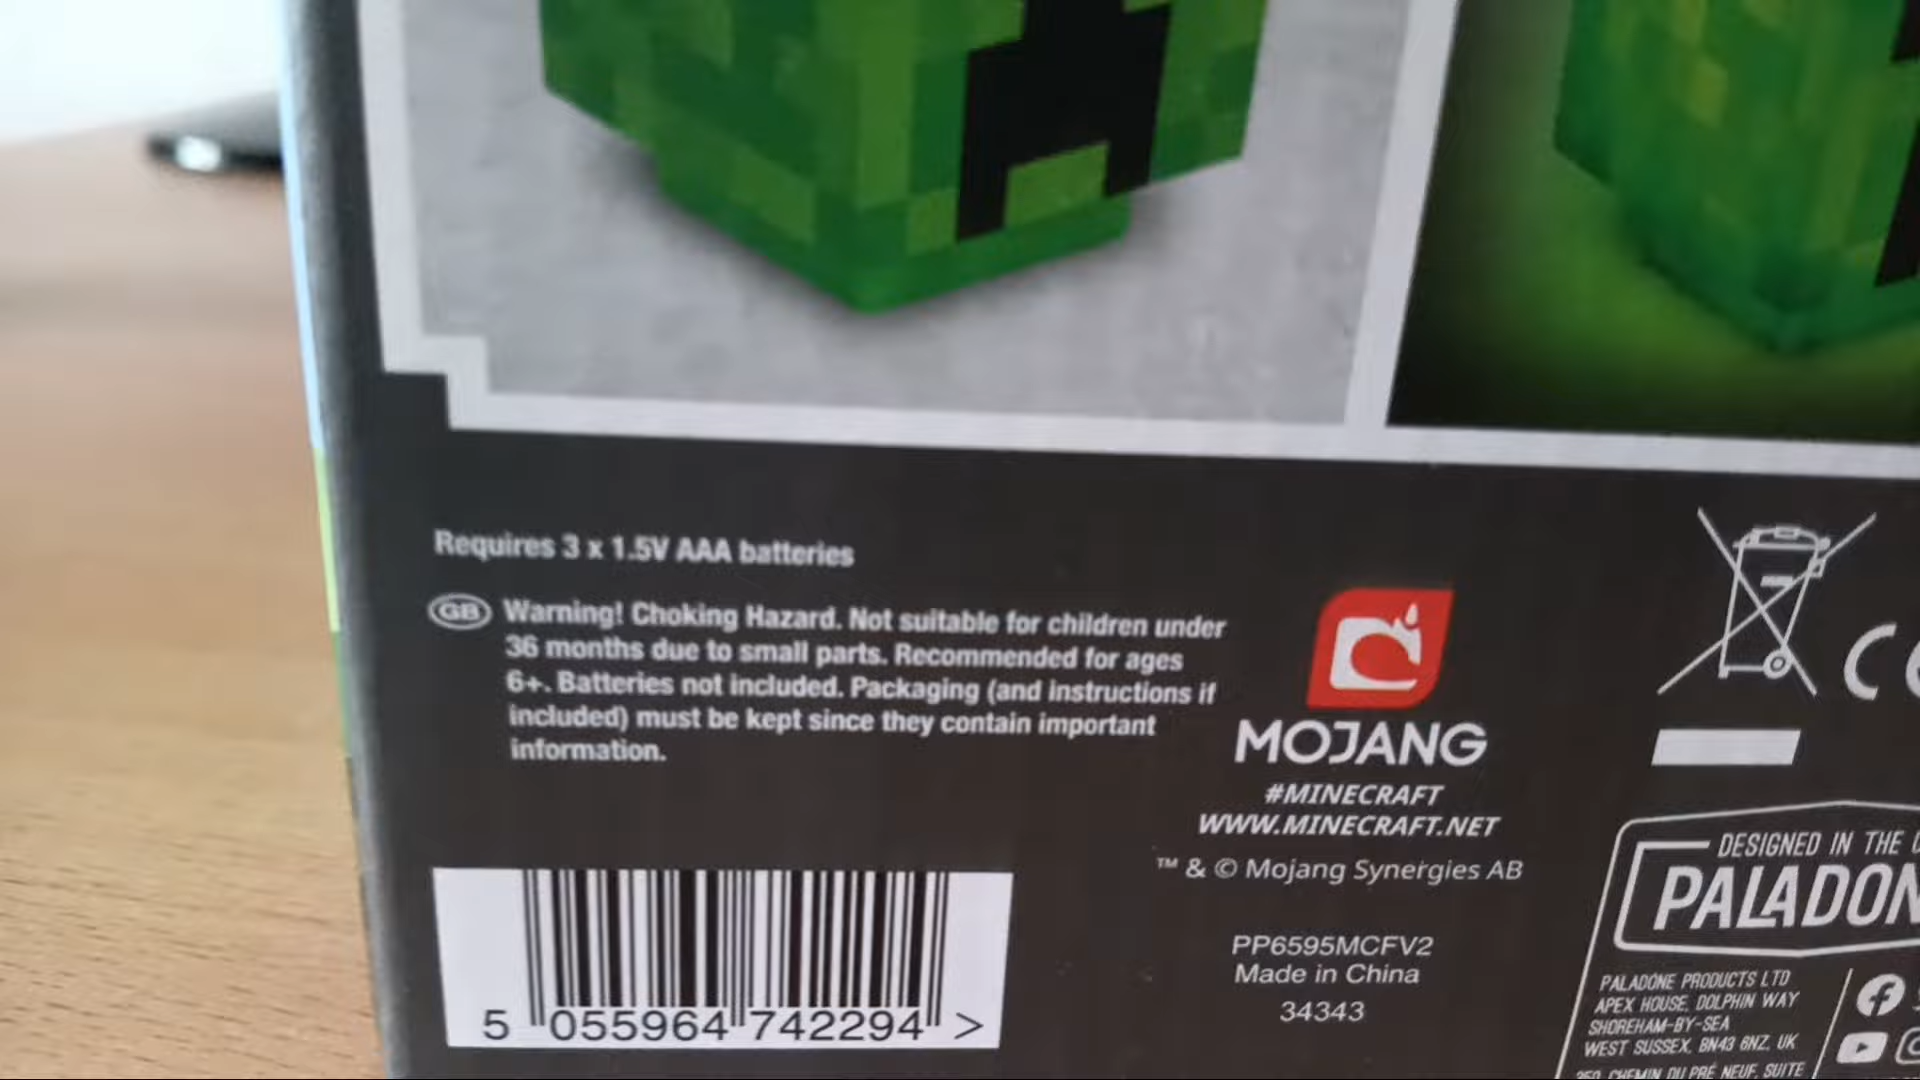 Requires 3 x 1.5V AAA batteries
GB
Warning! Choking Hazard. Not suitable for children under
36 months due to small parts. Recommended for ages
6+. Batteries not included. Packaging (and instructions if
included) must be kept since they contain important
information.
MOJANG
#MINECRAFT
WWW.MINECRAFT.NET
™ & © Mojang Synergies AB
PP6595MCFV2
Made in China
34343
5 055964 742294 >
CE
DESIGNED IN THE
PALADON
PALADONE PRODUCTS LTD
APEX HOUSE, DOLPHIN WAY
SHOREHAM-BY-SEA
WEST SUSSEX, BN43 6NZ, UK
350, CHEMIN DU PRÉ NEUF, SUITE